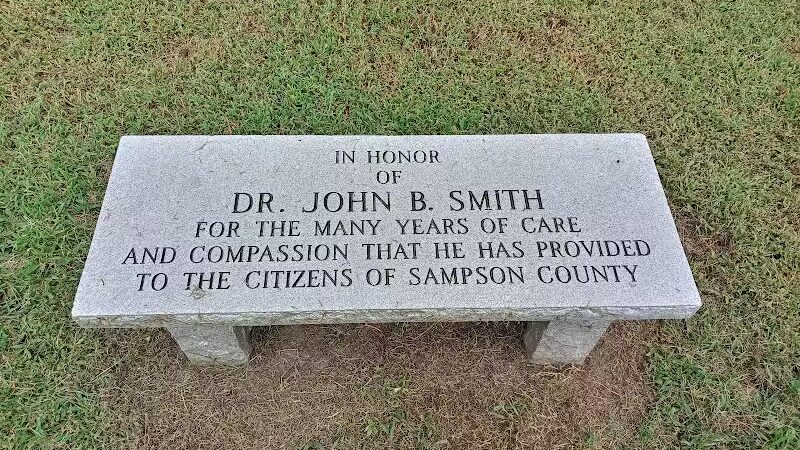 IN HONOR
OF
DR. JOHN B. SMITH
FOR THE MANY YEARS OF CARE
AND COMPASSION THAT HE HAS PROVIDED
TO THE CITIZENS OF SAMPSON COUNTY